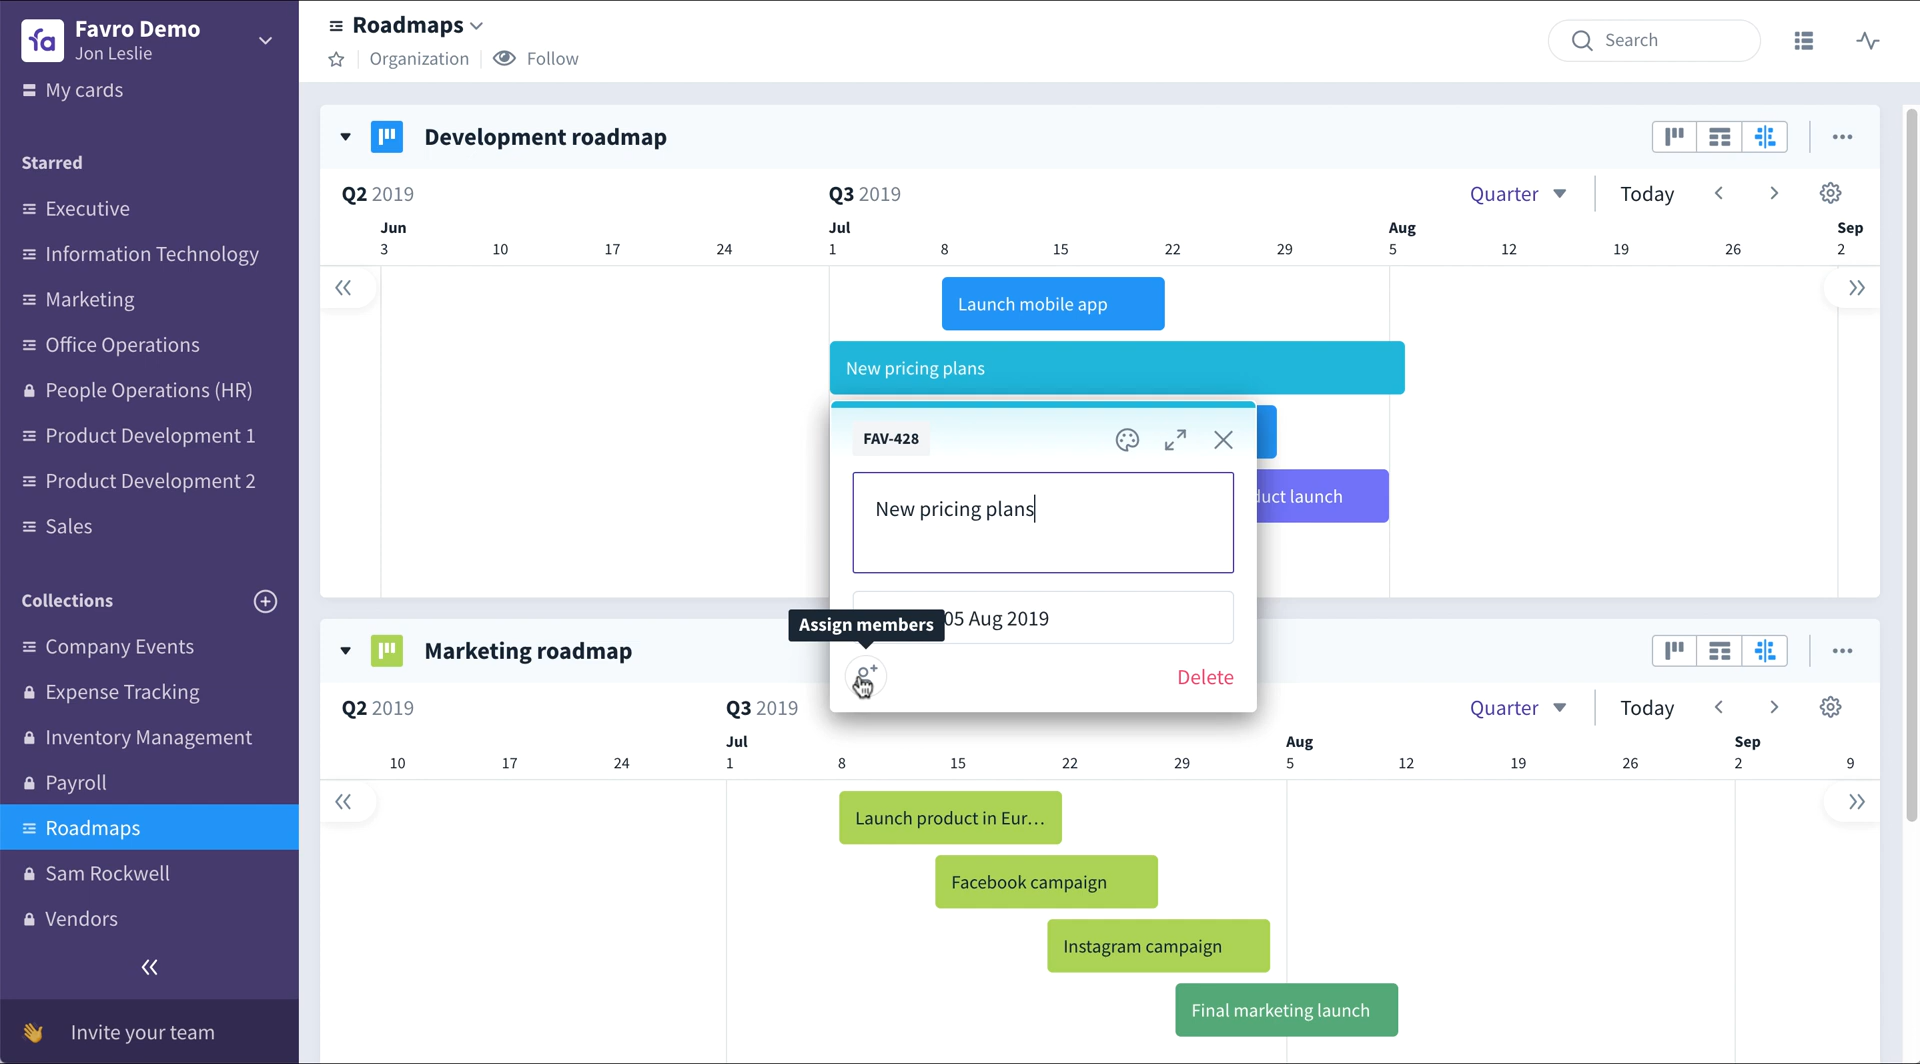 Favro Demo
Jon Leslie
My cards
Starred
Executive
Information Technology
Marketing
Office Operations
People Operations (HR)
Product Development 1
Product Development 2
Sales
Collections
Company Events
Expense Tracking
Inventory Management
Payroll
Roadmaps
Sam Rockwell
Vendors
Invite your team
Roadmaps
Organization Follow
Search
Development roadmap
Q2 2019 Q3 2019 Quarter Today
Jun Jul Aug Sep
3 10 17 24 1 8 15 22 29 5 12 19 26 2
Launch mobile app
New pricing plans
FAV-428
duct launch
New pricing plans
05 Aug 2019
Assign members
Delete
Marketing roadmap
Q2 2019 Q3 2019 Quarter Today
Jul Aug Sep
10 17 24 1 8 15 22 29 5 12 19 26 2 9
Launch product in Eur...
Facebook campaign
Instagram campaign
Final marketing launch